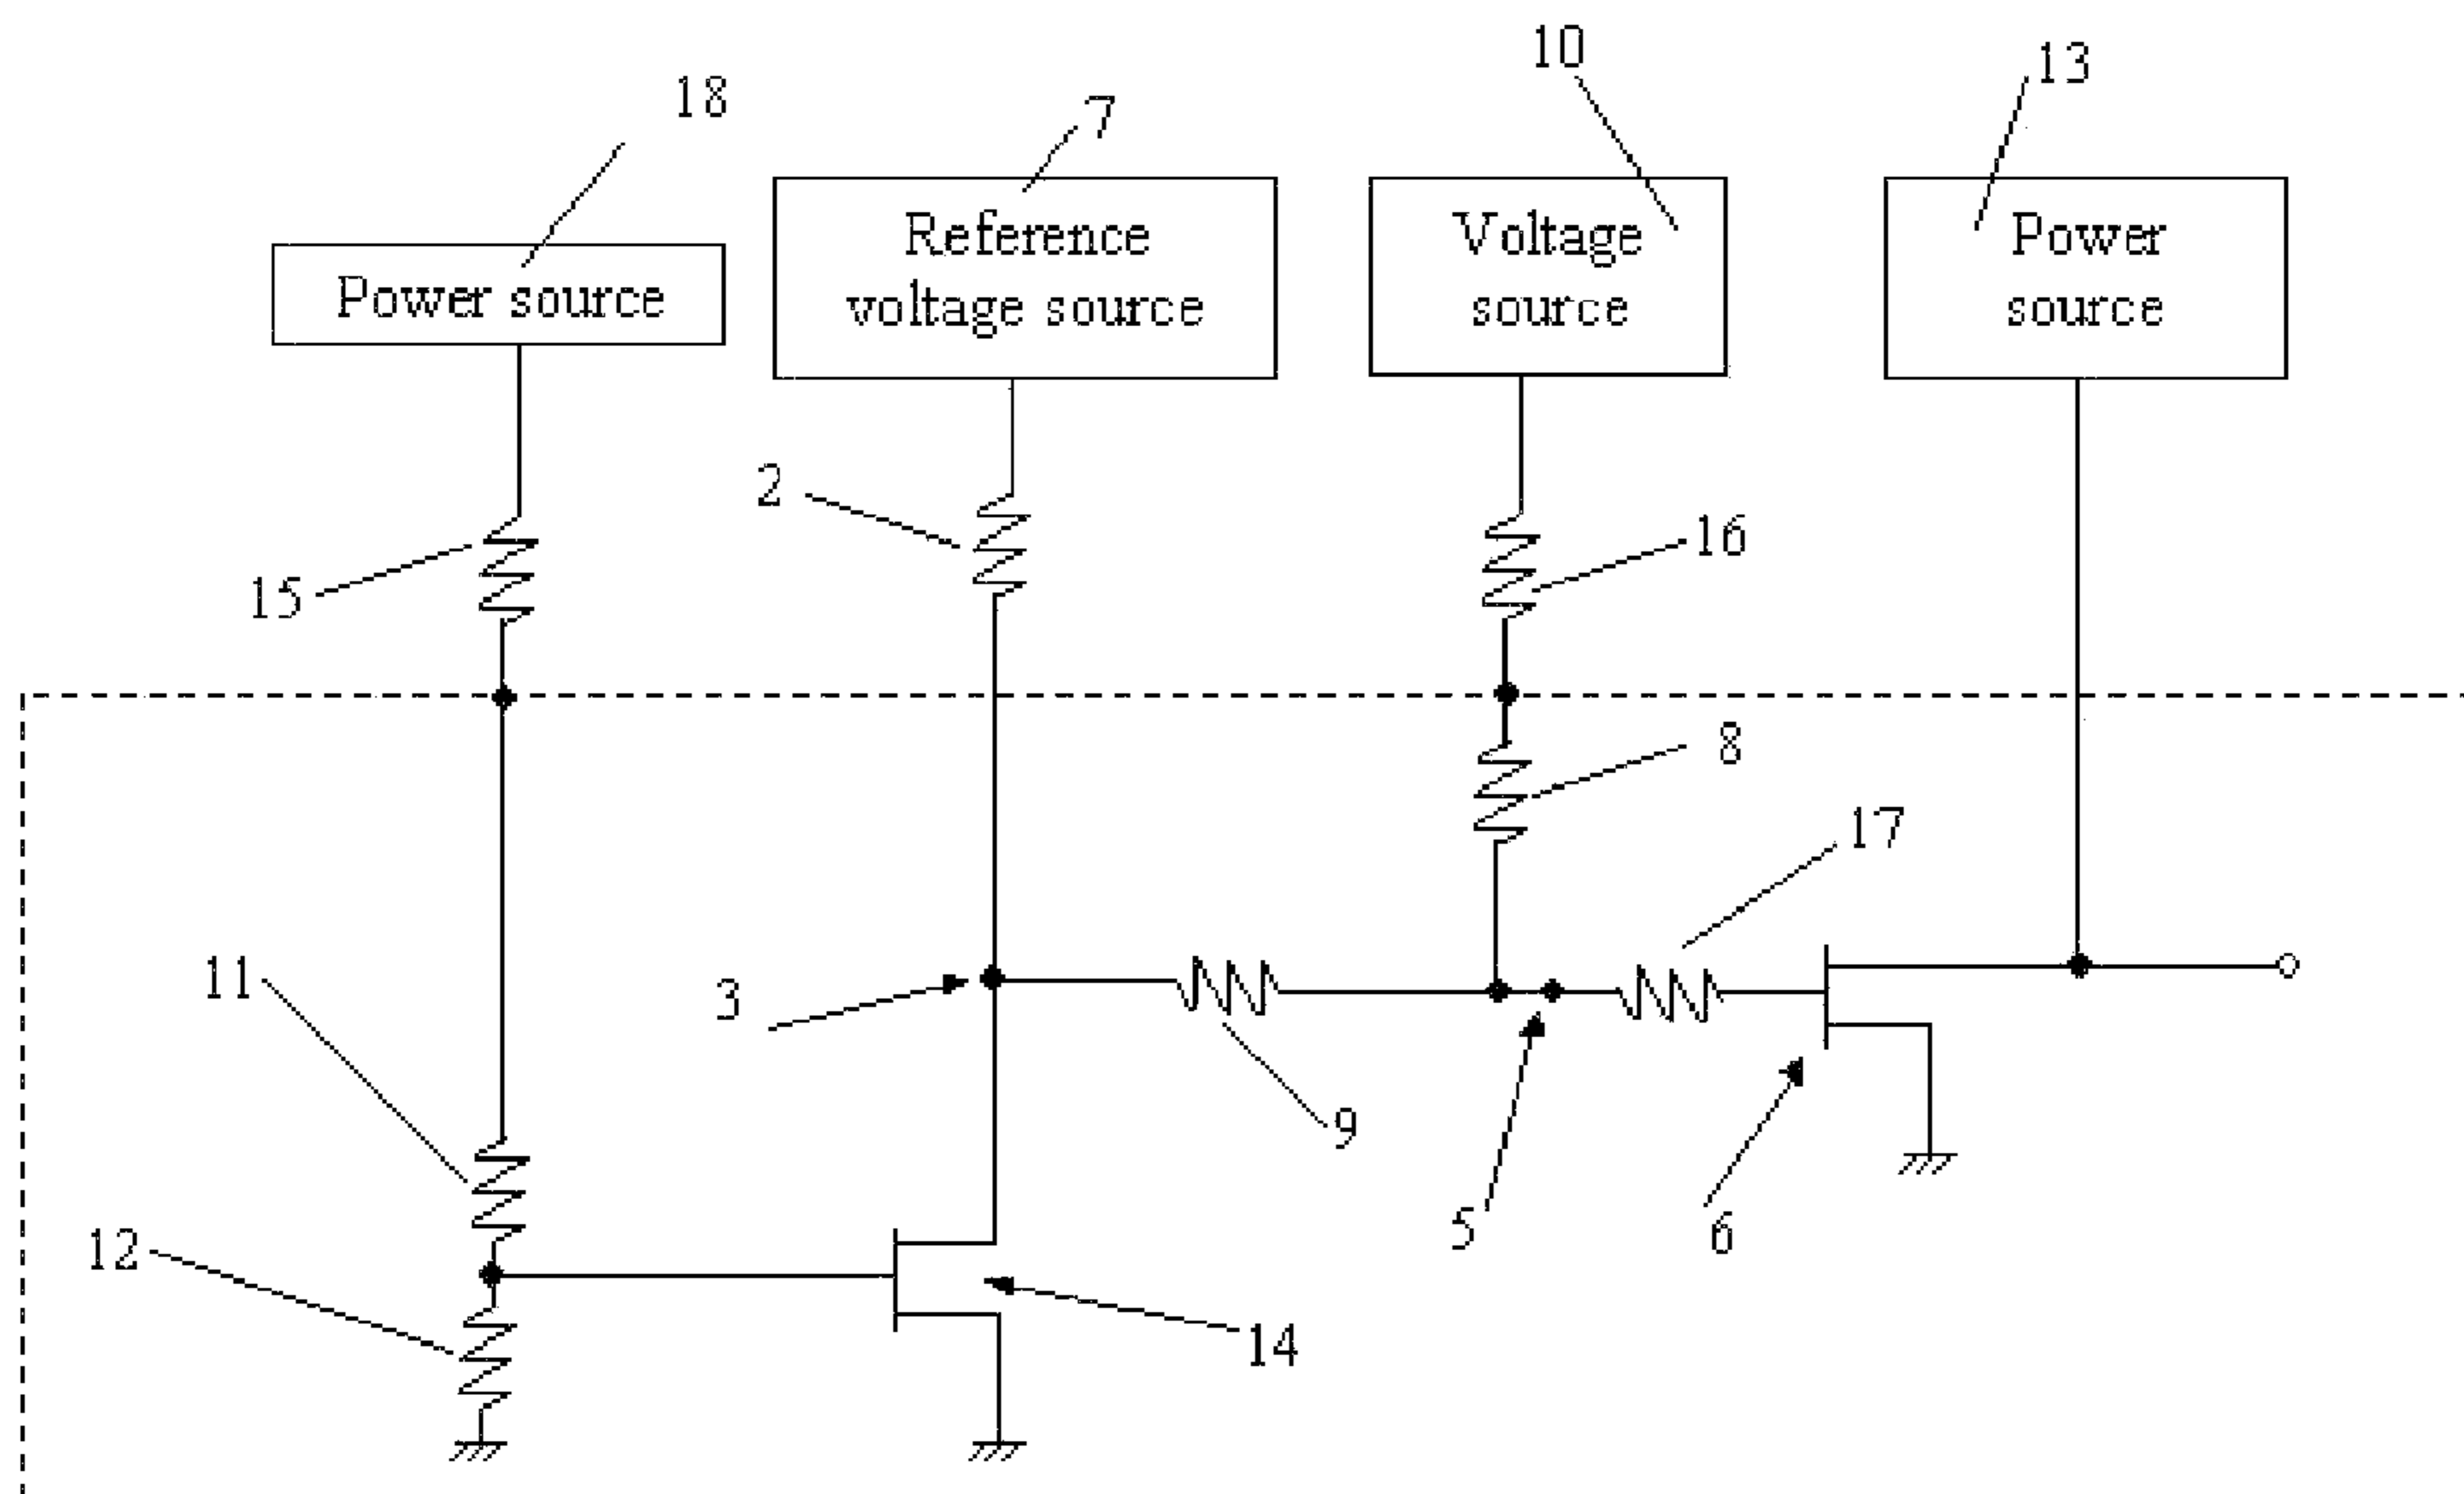 10
13
18
7
Reference
voltage source
Voltage
source
Power
source
Power source
2
16
15
8
17
11
3
9
12
5
6
14